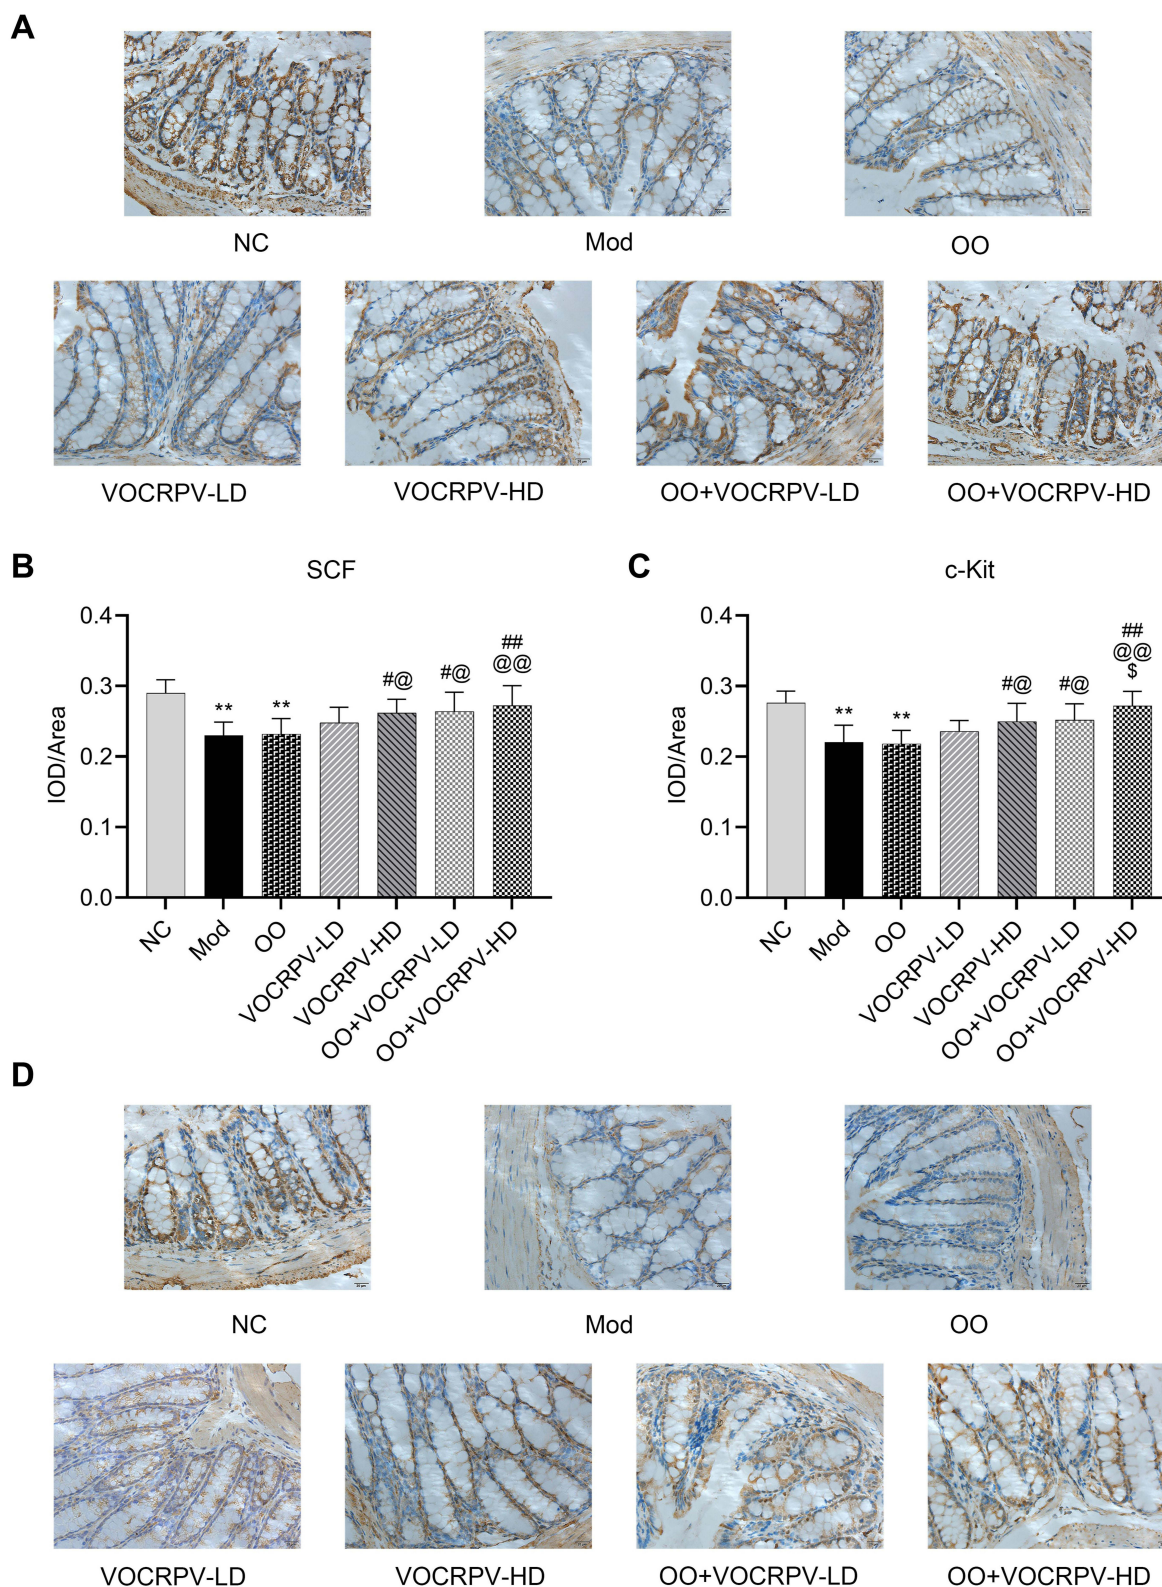 A
NC
Mod
OO
VOCRPV-LD
VOCRPV-HD
OO+VOCRPV-LD
OO+VOCRPV-HD
B
SCF
IOD/Area
0.4
0.3
0.2
0.1
0.0
**
**
#@
#@
##
@@
NC
Mod
OO
VOCRPV-LD
VOCRPV-HD
OO+VOCRPV-LD
OO+VOCRPV-HD
C
c-Kit
IOD/Area
0.4
0.3
0.2
0.1
0.0
**
**
#@
#@
##
@@
$
NC
Mod
OO
VOCRPV-LD
VOCRPV-HD
OO+VOCRPV-LD
OO+VOCRPV-HD
D
NC
Mod
OO
VOCRPV-LD
VOCRPV-HD
OO+VOCRPV-LD
OO+VOCRPV-HD